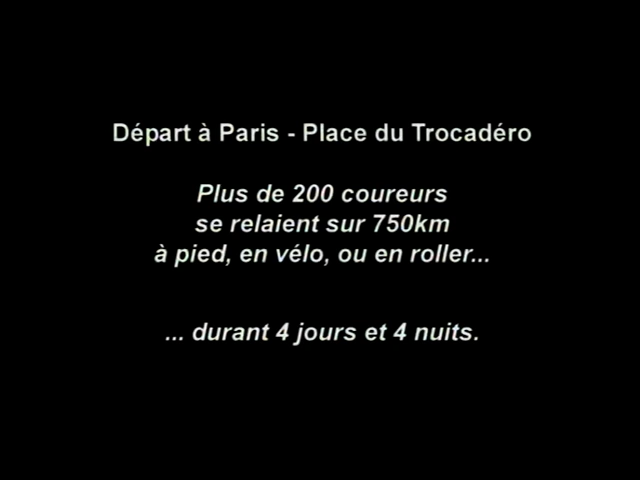 Départ à Paris - Place du Trocadéro
Plus de 200 coureurs
se relaient sur 750km
à pied, en vélo, ou en roller...
... durant 4 jours et 4 nuits.